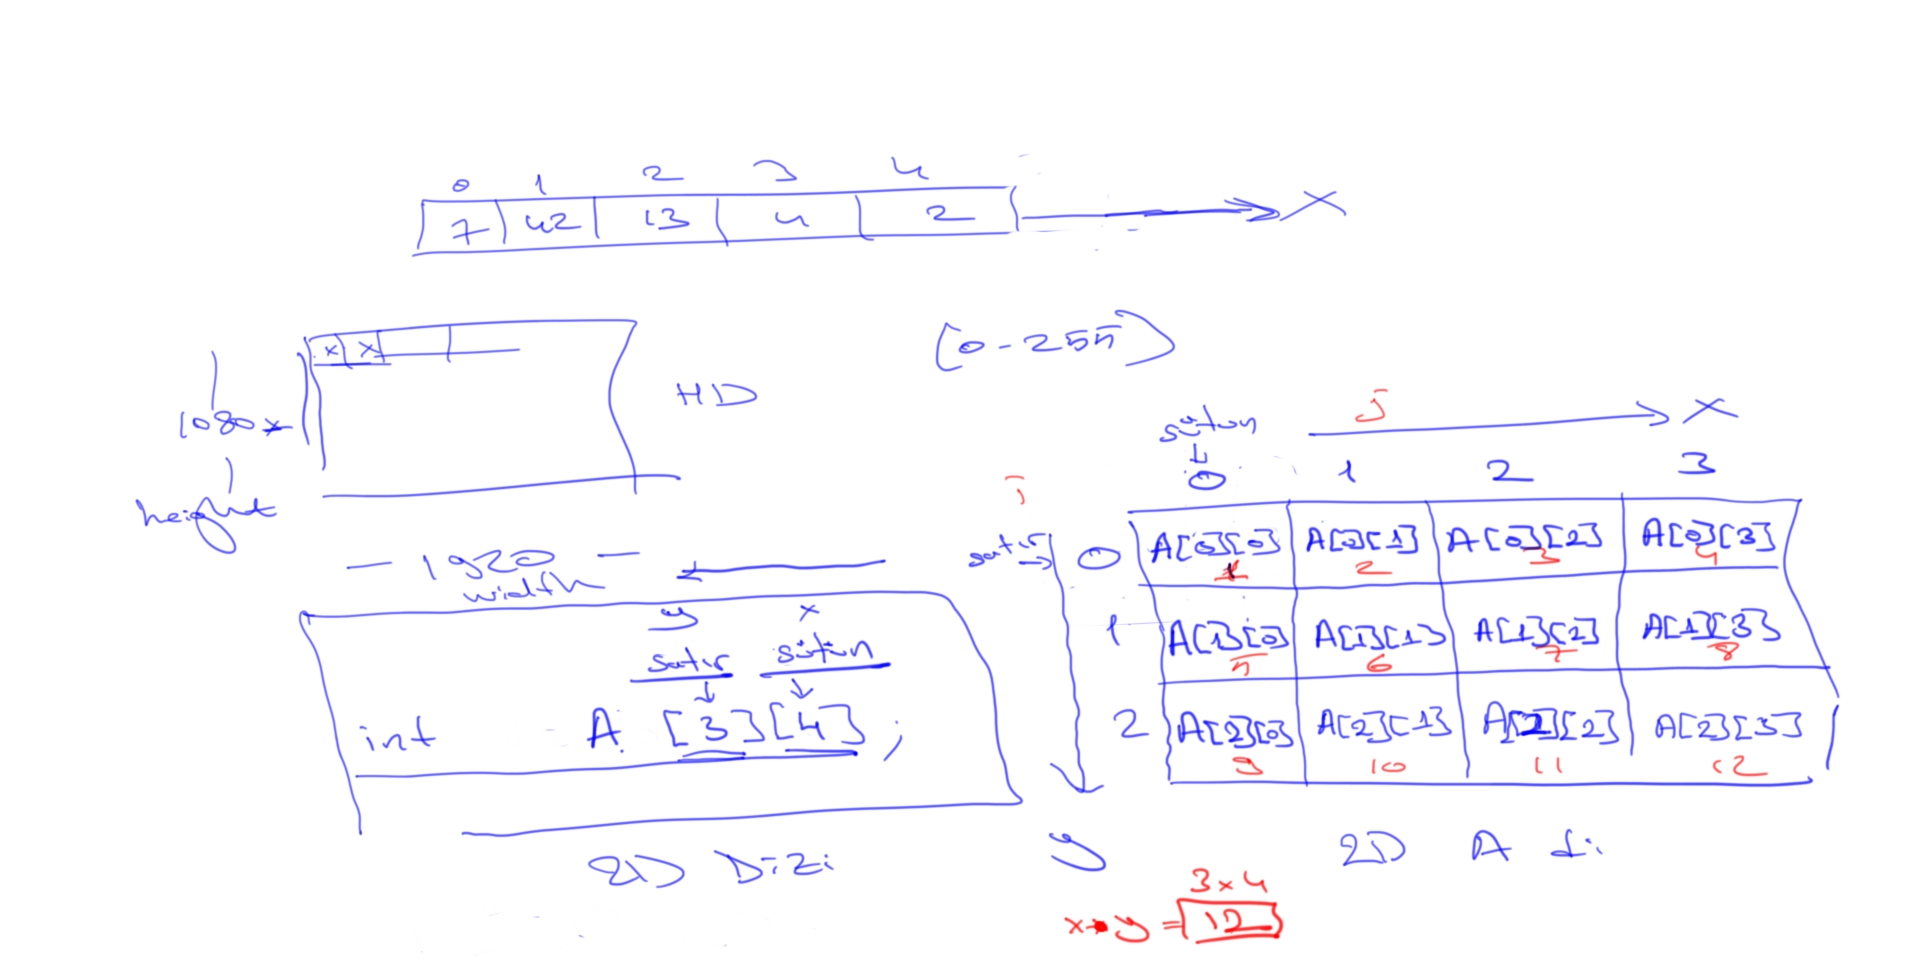 0 1 2 3 4
7 42 13 4 2 X
(0-255)
x x
HD
1080x
height
1920
width
y x
satır sütun
int A [3][4];
2D Dizi
j X
sütun
0 1 2 3
i
satır 0 A[0][0] A[0][1] A[0][2] A[0][3]
1 2 3 4
1 A[1][0] A[1][1] A[1][2] A[1][3]
5 6 7 8
2 A[2][0] A[2][1] A[2][2] A[2][3]
9 10 11 12
y
2D A di
3x4
x•y = 12